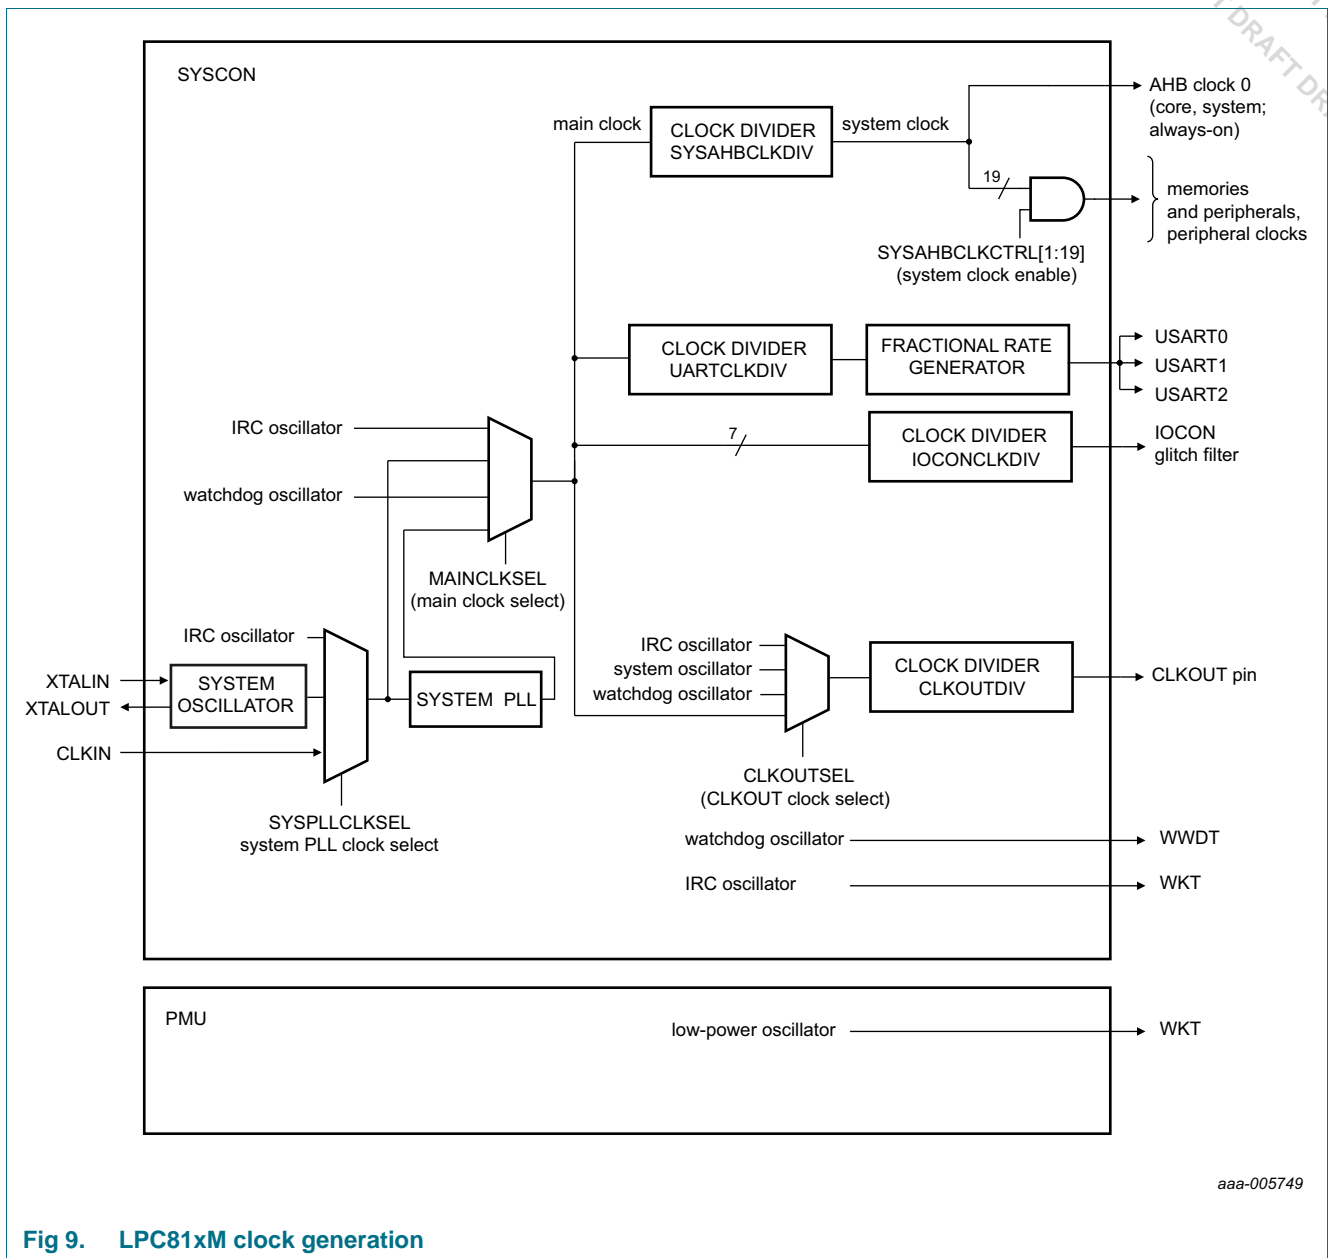 DRAFT DRA
SYSCON
AHB clock 0
(core, system;
always-on)
main clock
CLOCK DIVIDER
SYSAHBCLKDIV
system clock
19
memories
and peripherals,
peripheral clocks
SYSAHBCLKCTRL[1:19]
(system clock enable)
CLOCK DIVIDER
UARTCLKDIV
FRACTIONAL RATE
GENERATOR
USART0
USART1
USART2
IRC oscillator
7
CLOCK DIVIDER
IOCONCLKDIV
IOCON
glitch filter
watchdog oscillator
MAINCLKSEL
(main clock select)
IRC oscillator
XTALIN
XTALOUT
SYSTEM
OSCILLATOR
SYSTEM PLL
CLKIN
SYSPLLCLKSEL
system PLL clock select
IRC oscillator
system oscillator
watchdog oscillator
CLOCK DIVIDER
CLKOUTDIV
CLKOUT pin
CLKOUTSEL
(CLKOUT clock select)
watchdog oscillator
WWDT
IRC oscillator
WKT
PMU
low-power oscillator
WKT
aaa-005749
Fig 9. LPC81xM clock generation